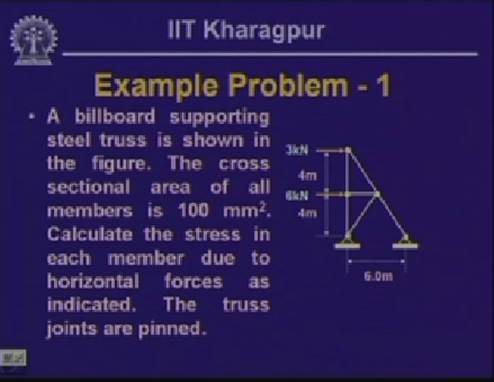 IIT Kharagpur
Example Problem - 1
• A billboard supporting
steel truss is shown in
the figure. The cross
sectional area of all
members is 100 mm².
Calculate the stress in
each member due to
horizontal forces as
indicated. The truss
joints are pinned.
3kN
4m
6kN
4m
6.0m